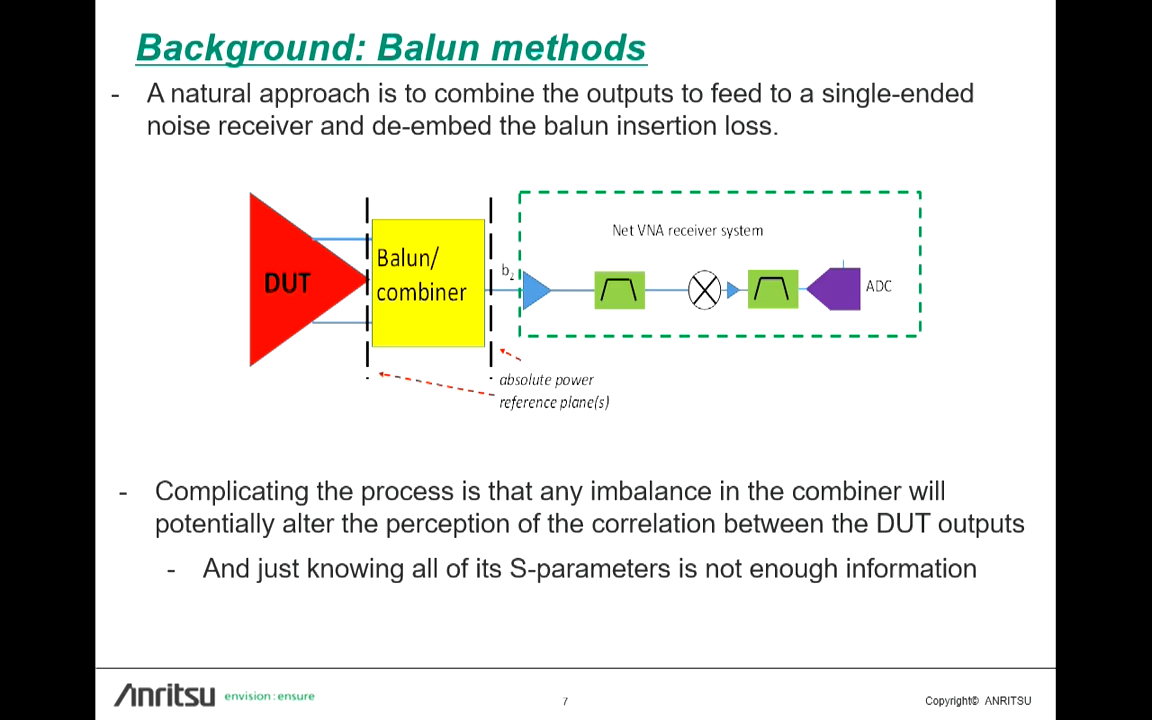 Background: Balun methods
- A natural approach is to combine the outputs to feed to a single-ended
noise receiver and de-embed the balun insertion loss.
Net VNA receiver system
DUT
Balun/
combiner
b2
ADC
absolute power
reference plane(s)
- Complicating the process is that any imbalance in the combiner will
potentially alter the perception of the correlation between the DUT outputs
- And just knowing all of its S-parameters is not enough information
Anritsu envision : ensure
7
Copyright© ANRITSU